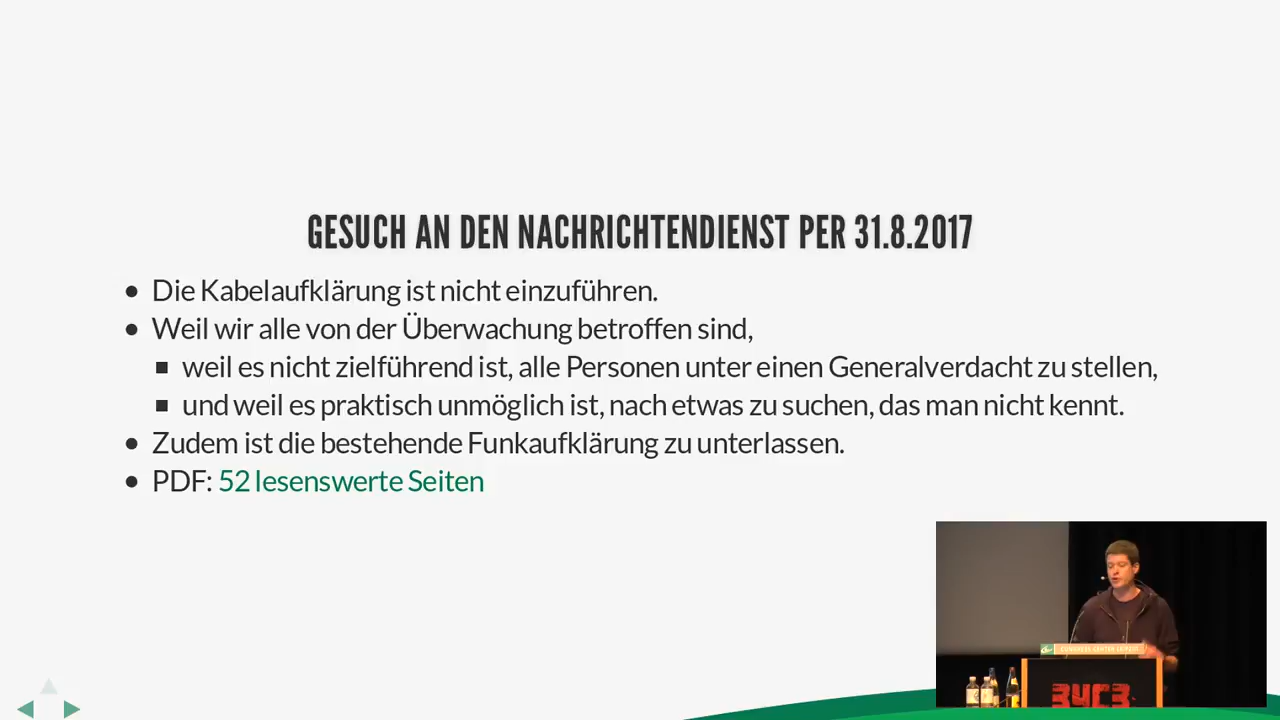 GESUCH AN DEN NACHRICHTENDIENST PER 31.8.2017
Die Kabelaufklärung ist nicht einzuführen.
Weil wir alle von der Überwachung betroffen sind,
weil es nicht zielführend ist, alle Personen unter einen Generalverdacht zu stellen,
und weil es praktisch unmöglich ist, nach etwas zu suchen, das man nicht kennt.
Zudem ist die bestehende Funkaufklärung zu unterlassen.
PDF: 52 lesenswerte Seiten
CONGRESS CENTER LEIPZIG
34C3